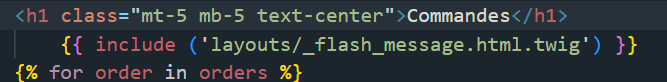 <h1 class="mt-5 mb-5 text-center">Commandes</h1>
{{ include ('layouts/_flash_message.html.twig') }}
{% for order in orders %}